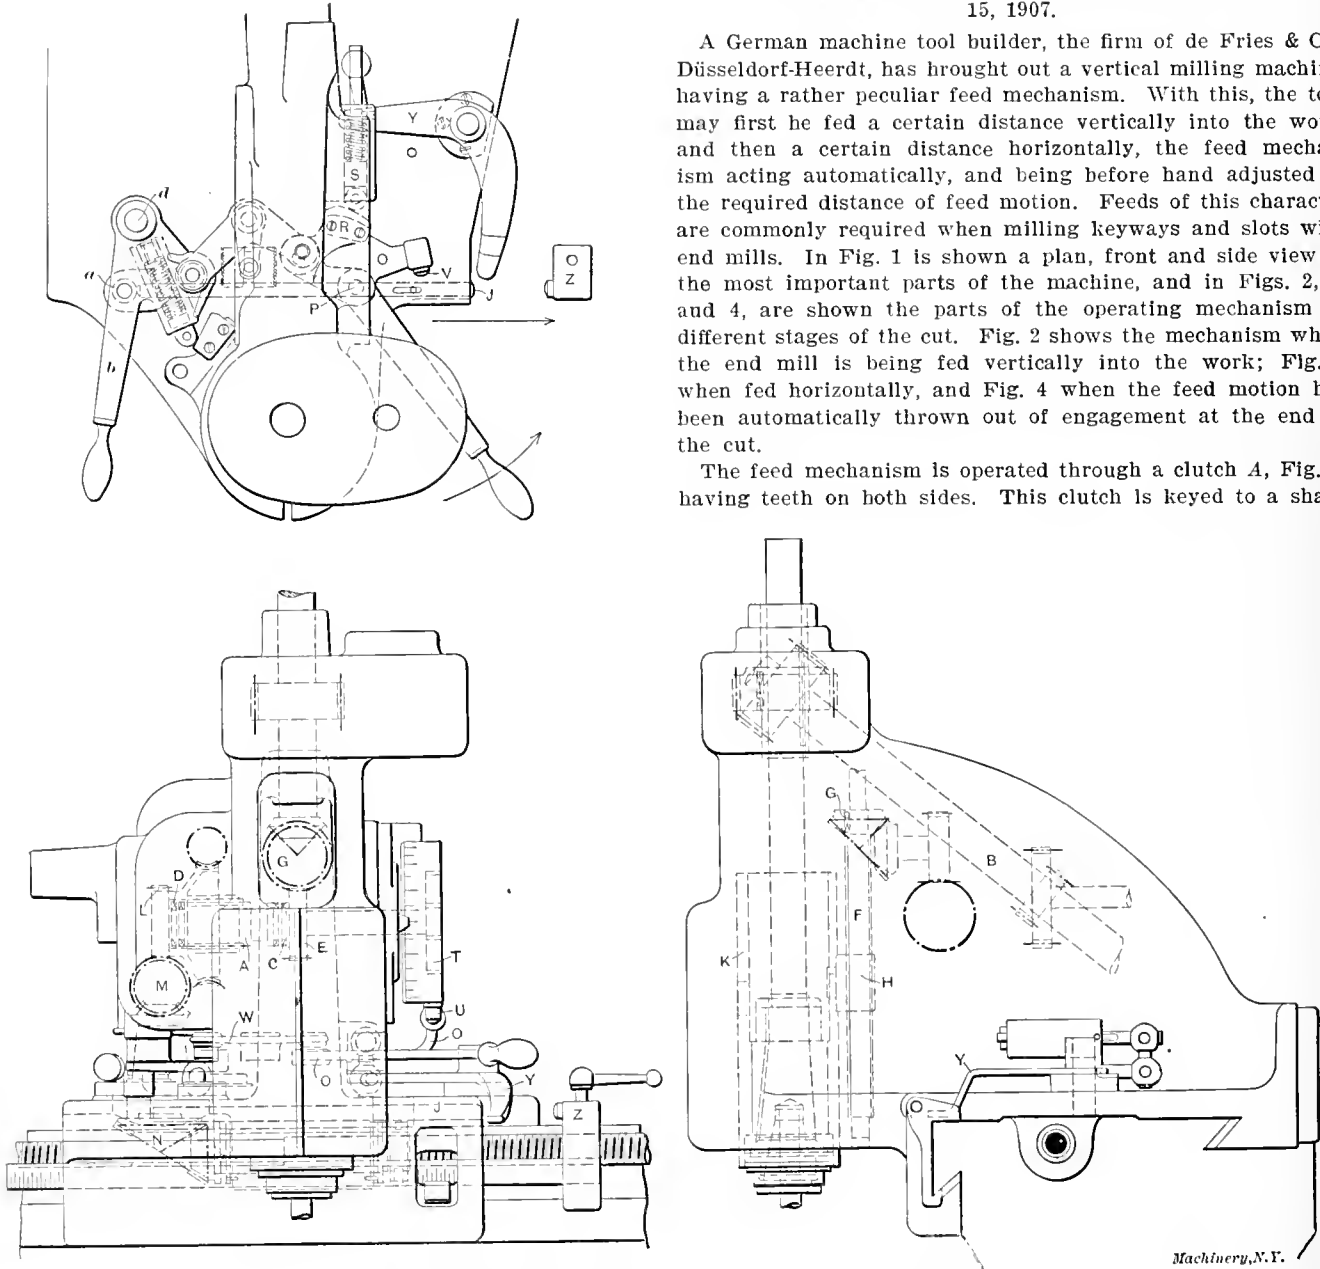 15, 1907.
A German machine tool builder, the firm of de Fries & C
Düsseldorf-Heerdt, has hrought out a vertical milling machi
having a rather peculiar feed mechanism. With this, the t
may first he fed a certain distance vertically into the wo
and then a certain distance horizontally, the feed mecha
ism acting automatically, and being before hand adjusted
the required distance of feed motion. Feeds of this charac
are commonly required when milling keyways and slots wi
end mills. In Fig. 1 is shown a plan, front and side view
the most important parts of the machine, and in Figs. 2,
aud 4, are shown the parts of the operating mechanism
different stages of the cut. Fig. 2 shows the mechanism wh
the end mill is being fed vertically into the work; Fig.
when fed horizontally, and Fig. 4 when the feed motion h
been automatically thrown out of engagement at the end
the cut.
The feed mechanism is operated through a clutch A, Fig.
having teeth on both sides. This clutch is keyed to a sha
Y
S
d
R
O
a
V
J
Z
P
b
G
D
L
A
C
E
T
M
W
U
O
O
Y
J
Z
N
G
B
F
K
H
Y
Machinery, N.Y.